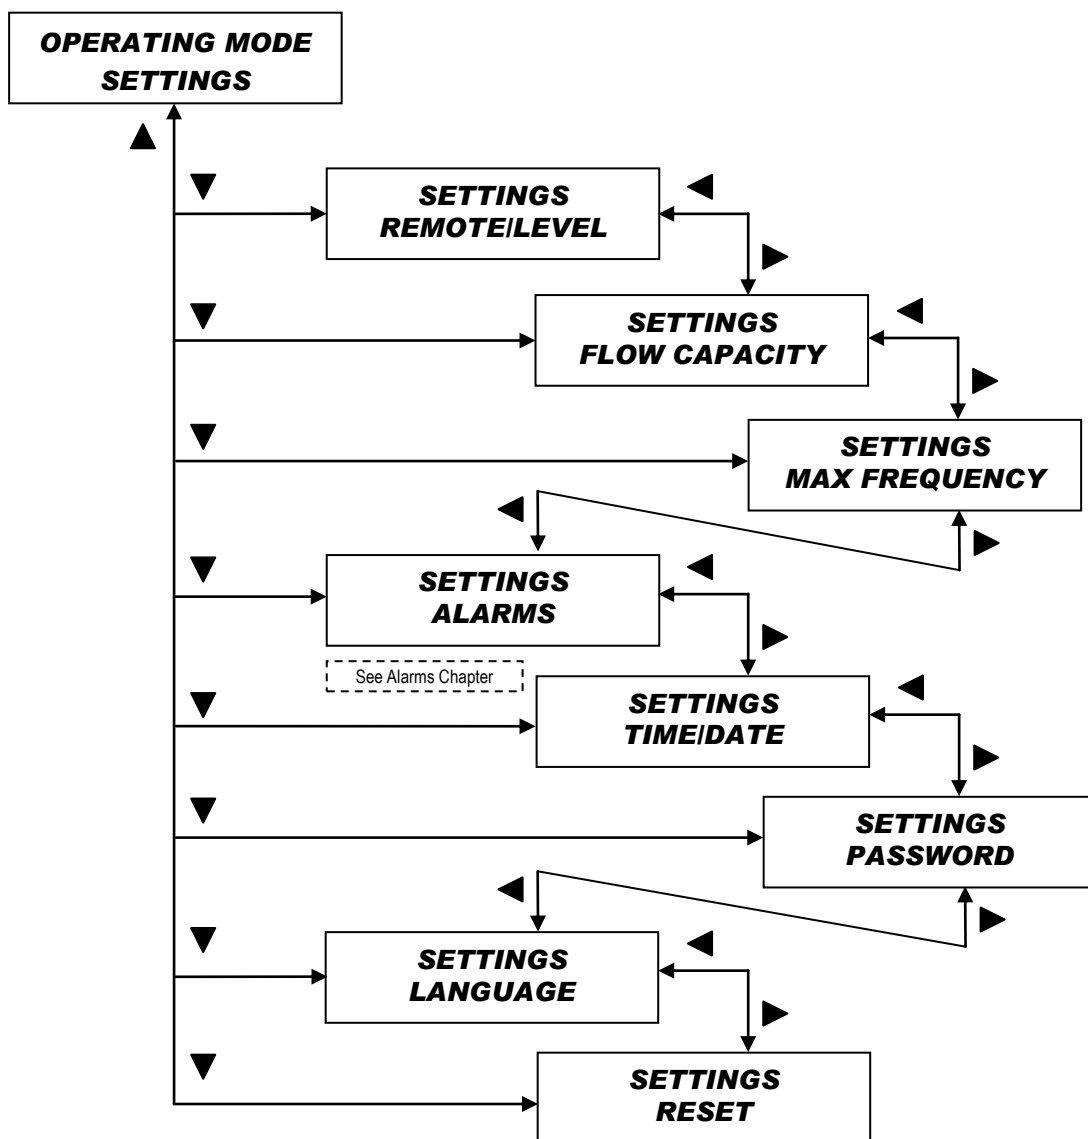 OPERATING MODE
SETTINGS
SETTINGS
REMOTE/LEVEL
SETTINGS
FLOW CAPACITY
SETTINGS
MAX FREQUENCY
SETTINGS
ALARMS
See Alarms Chapter
SETTINGS
TIME/DATE
SETTINGS
PASSWORD
SETTINGS
LANGUAGE
SETTINGS
RESET